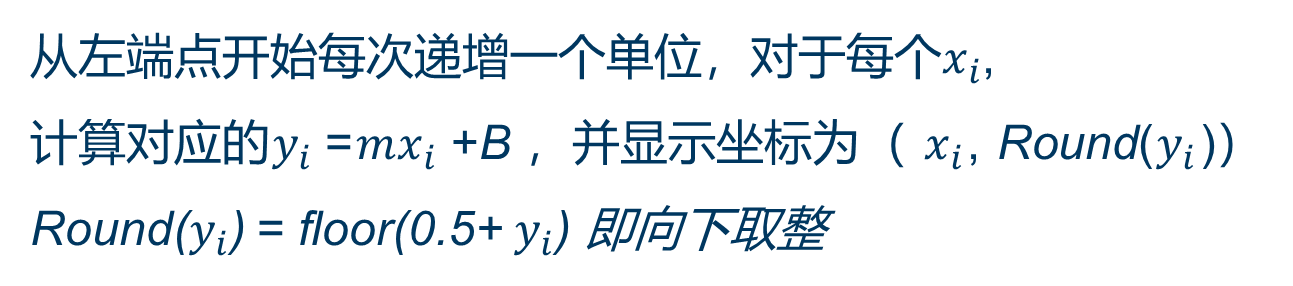 从左端点开始每次递增一个单位，对于每个xᵢ,
计算对应的yᵢ =mxᵢ +B ，并显示坐标为（ xᵢ, Round(yᵢ))
Round(yᵢ) = floor(0.5+ yᵢ) 即向下取整